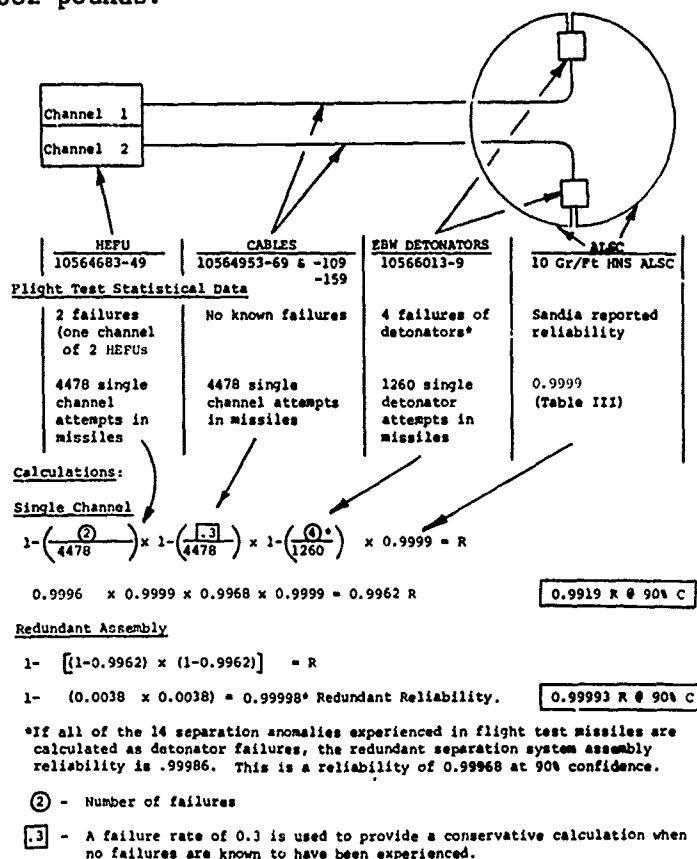 pounds.
Channel 1
Channel 2
HEFU
10564683-49
CABLES
10564953-69 & -109
-159
EBW DETONATORS
10566013-9
ALSC
10 Gr/Ft HNS ALSC
Flight Test Statistical Data
2 failures
(one channel
of 2 HEFUs
No known failures
4 failures of
detonators*
Sandia reported
reliability
4478 single
channel
attempts in
missiles
4478 single
channel attempts
in missiles
1260 single
detonator
attempts in
missiles
0.9999
(Table III)
Calculations:
Single Channel
1-(2/4478) x 1-(.3/4478) x 1-(4*/1260) x 0.9999 = R
0.9996 x 0.9999 x 0.9968 x 0.9999 = 0.9962 R
0.9919 R @ 90% C
Redundant Assembly
1- [(1-0.9962) x (1-0.9962)] = R
1- (0.0038 x 0.0038) = 0.99998* Redundant Reliability.
0.99993 R @ 90% C
*If all of the 14 separation anomalies experienced in flight test missiles are
calculated as detonator failures, the redundant separation system assembly
reliability is .99986. This is a reliability of 0.99968 at 90% confidence.
2 - Number of failures
.3 - A failure rate of 0.3 is used to provide a conservative calculation when
no failures are known to have been experienced.